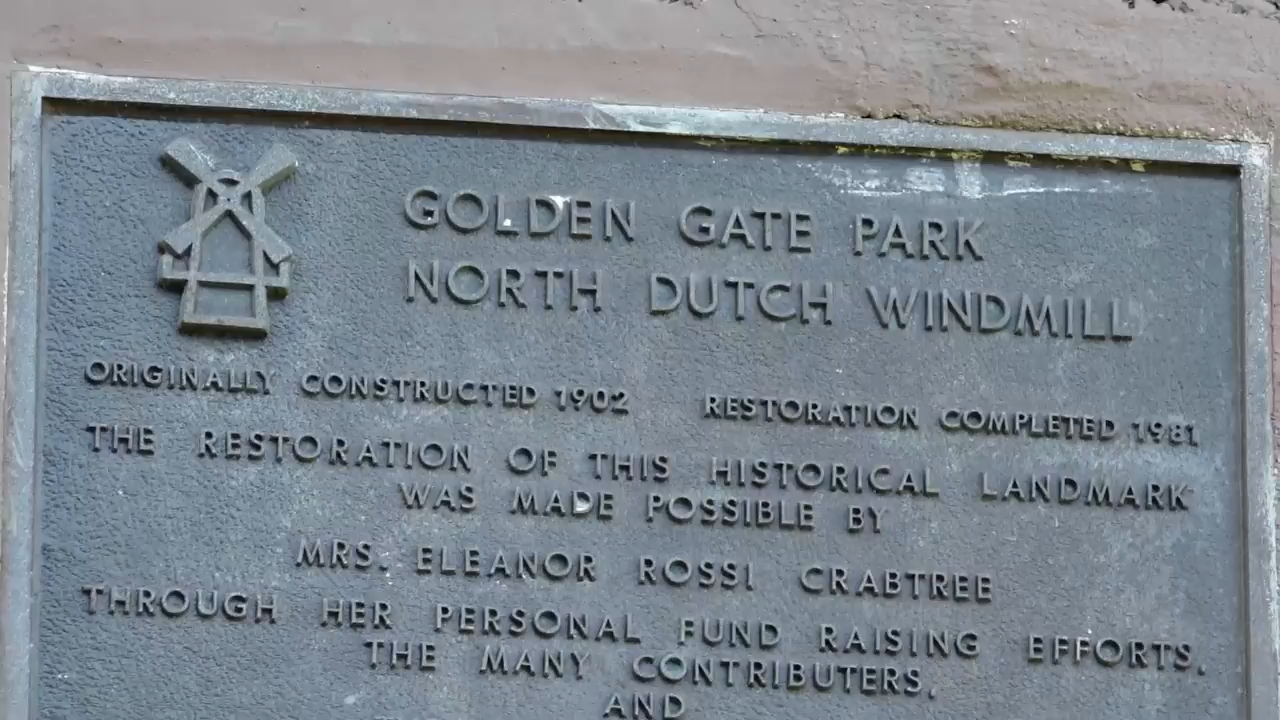 GOLDEN GATE PARK
NORTH DUTCH WINDMILL
ORIGINALLY CONSTRUCTED 1902 RESTORATION COMPLETED 1981
THE RESTORATION OF THIS HISTORICAL LANDMARK
WAS MADE POSSIBLE BY
MRS. ELEANOR ROSSI CRABTREE
THROUGH HER PERSONAL FUND RAISING EFFORTS,
THE MANY CONTRIBUTERS,
AND